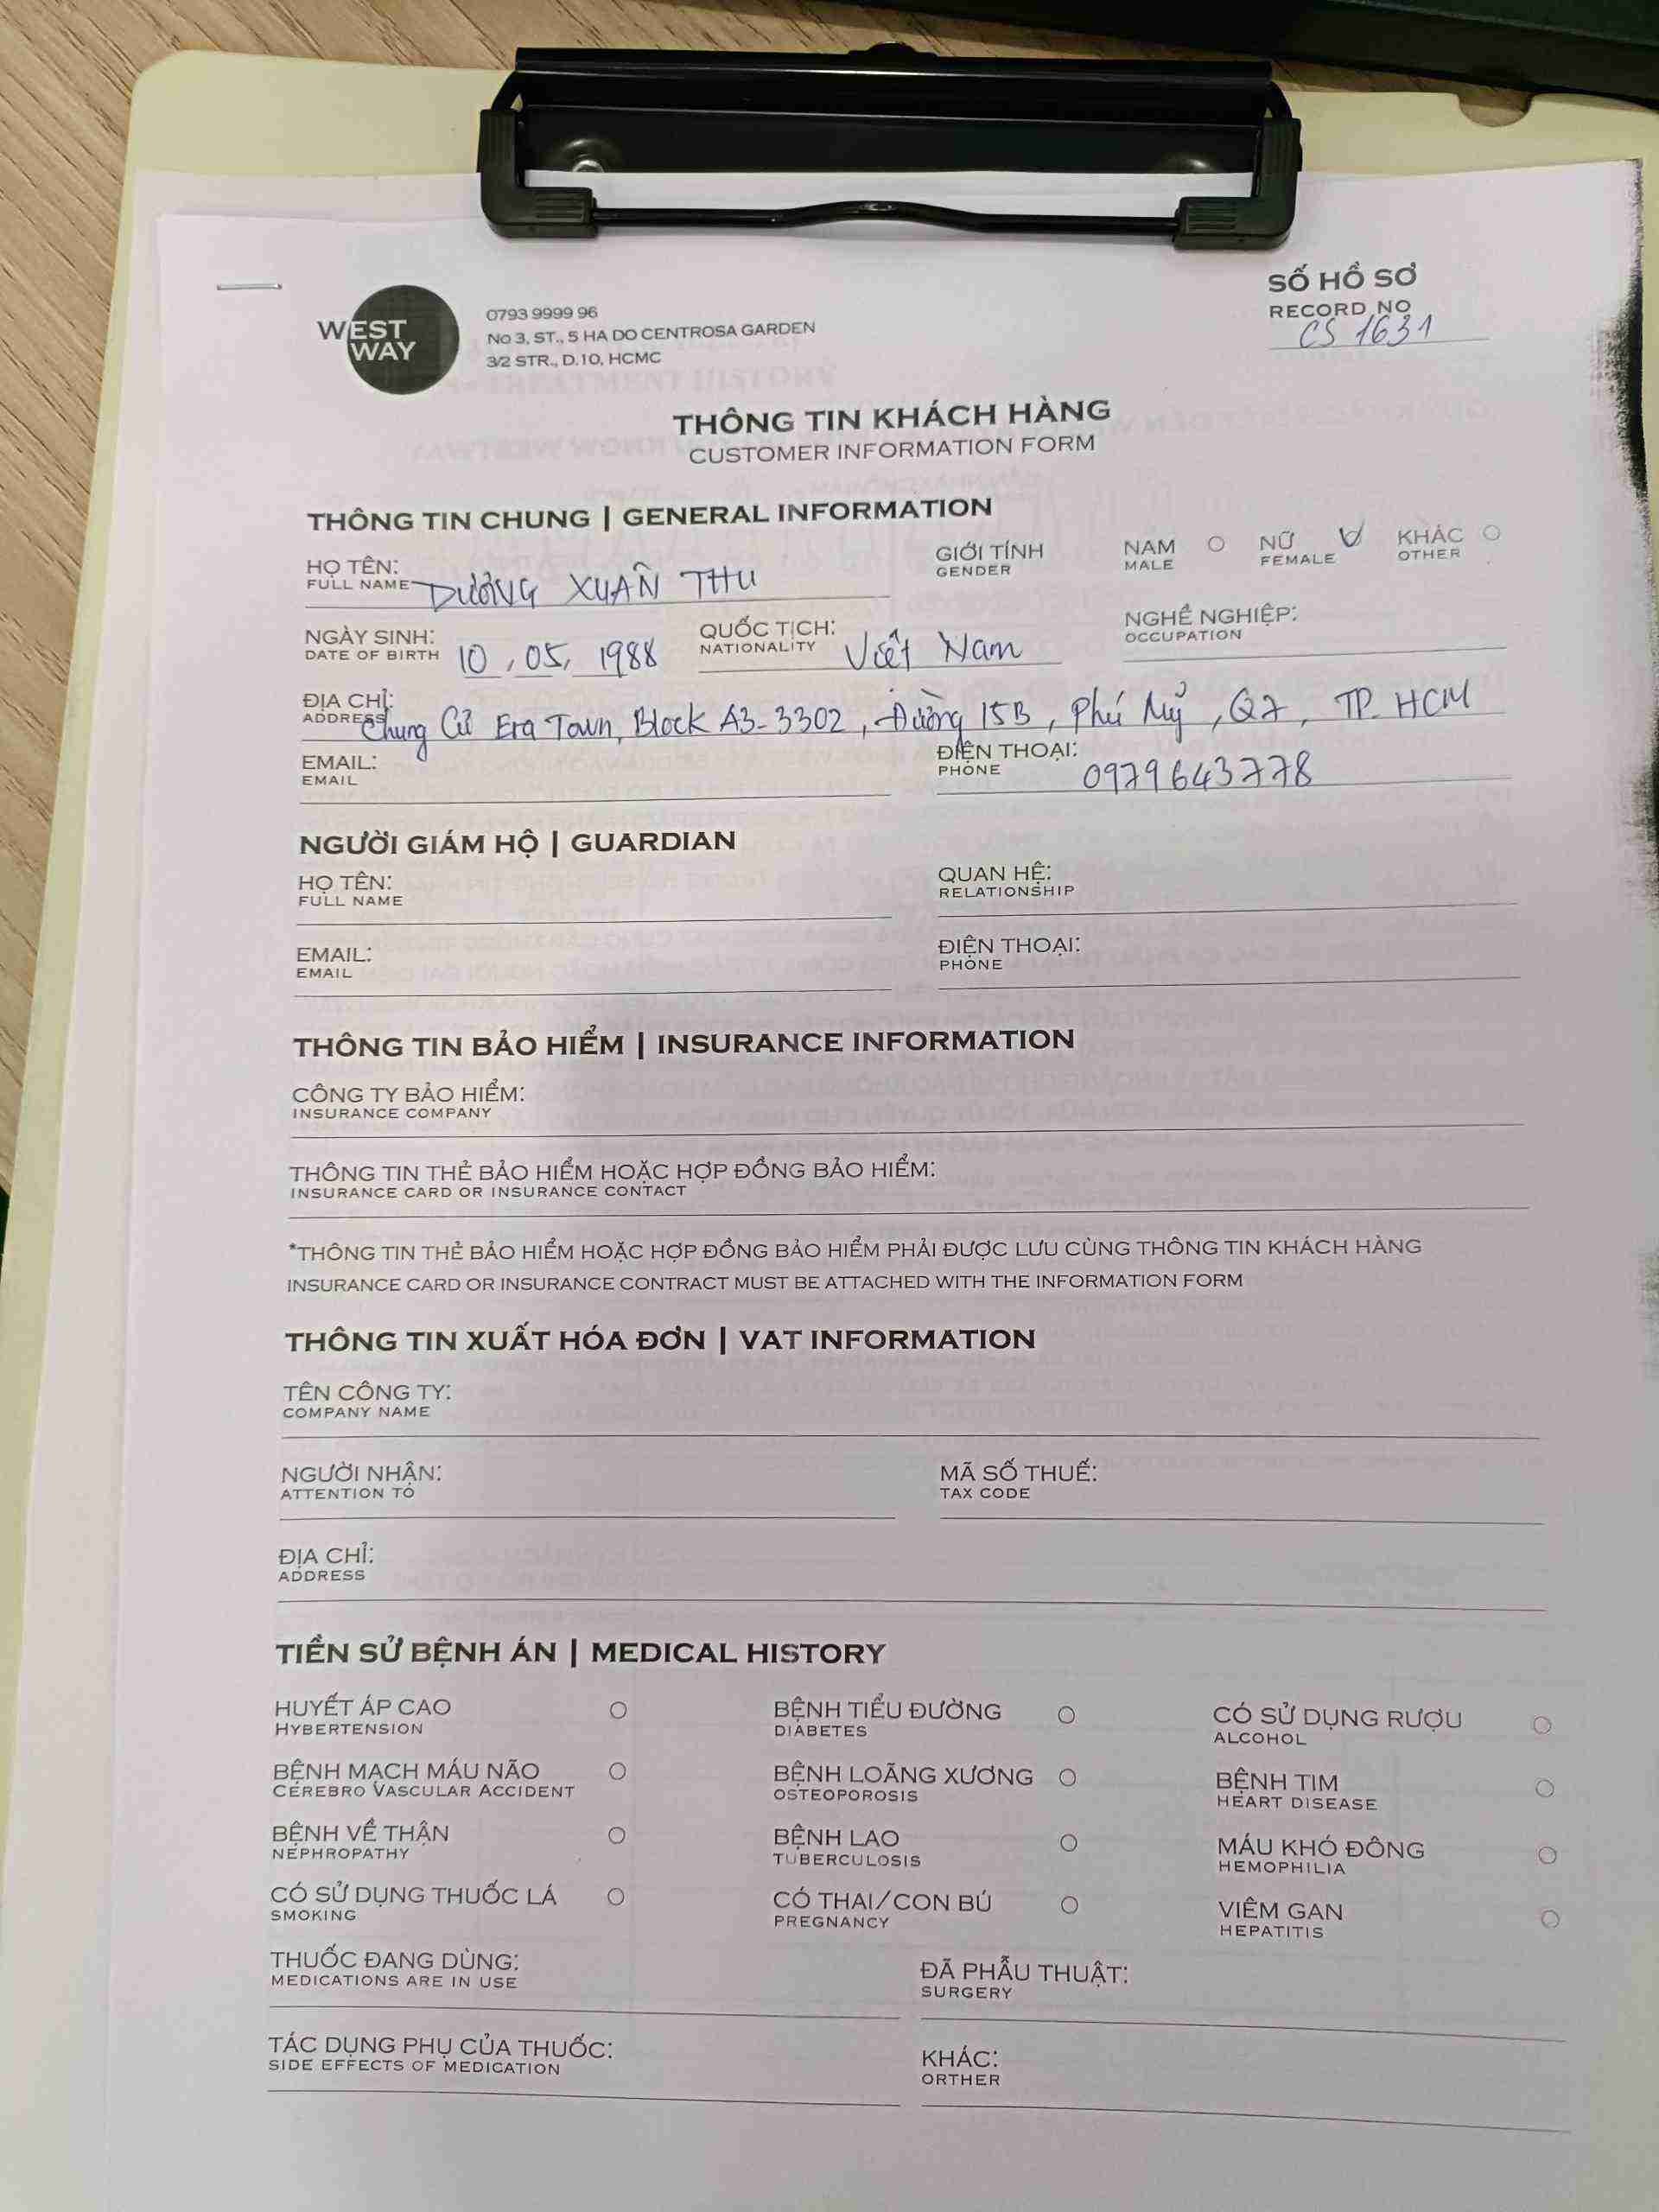 WEST WAY
0793 9999 96
No 3, ST., 5 HA DO CENTROSA GARDEN
3/2 STR., D.10, HCMC
SỐ HỒ SƠ
RECORD NO
CS 1631
THÔNG TIN KHÁCH HÀNG
CUSTOMER INFORMATION FORM
THÔNG TIN CHUNG | GENERAL INFORMATION
HỌ TÊN: DƯƠNG XUÂN THU
FULL NAME
GIỚI TÍNH NAM NỮ V KHÁC
GENDER MALE FEMALE OTHER
NGÀY SINH: 10, 05, 1988 QUỐC TỊCH: Việt Nam NGHỀ NGHIỆP:
DATE OF BIRTH NATIONALITY OCCUPATION
ĐỊA CHỈ:
ADDRESS Chung Cư Era Town, Block A3-3302, Đường 15B, Phú Mỹ, Q7, TP. HCM
EMAIL: ĐIỆN THOẠI:
EMAIL PHONE 0979643778
NGƯỜI GIÁM HỘ | GUARDIAN
HỌ TÊN: QUAN HỆ:
FULL NAME RELATIONSHIP
EMAIL: ĐIỆN THOẠI:
EMAIL PHONE
THÔNG TIN BẢO HIỂM | INSURANCE INFORMATION
CÔNG TY BẢO HIỂM:
INSURANCE COMPANY
THÔNG TIN THẺ BẢO HIỂM HOẶC HỢP ĐỒNG BẢO HIỂM:
INSURANCE CARD OR INSURANCE CONTACT
*THÔNG TIN THẺ BẢO HIỂM HOẶC HỢP ĐỒNG BẢO HIỂM PHẢI ĐƯỢC LƯU CÙNG THÔNG TIN KHÁCH HÀNG
INSURANCE CARD OR INSURANCE CONTRACT MUST BE ATTACHED WITH THE INFORMATION FORM
THÔNG TIN XUẤT HÓA ĐƠN | VAT INFORMATION
TÊN CÔNG TY:
COMPANY NAME
NGƯỜI NHẬN: MÃ SỐ THUẾ:
ATTENTION TO TAX CODE
ĐỊA CHỈ:
ADDRESS
TIỀN SỬ BỆNH ÁN | MEDICAL HISTORY
HUYẾT ÁP CAO BỆNH TIỂU ĐƯỜNG CÓ SỬ DỤNG RƯỢU
HYBERTENSION DIABETES ALCOHOL
BỆNH MẠCH MÁU NÃO BỆNH LOÃNG XƯƠNG BỆNH TIM
CEREBRO VASCULAR ACCIDENT OSTEOPOROSIS HEART DISEASE
BỆNH VỀ THẬN BỆNH LAO MÁU KHÓ ĐÔNG
NEPHROPATHY TUBERCULOSIS HEMOPHILIA
CÓ SỬ DỤNG THUỐC LÁ CÓ THAI/CON BÚ VIÊM GAN
SMOKING PREGNANCY HEPATITIS
THUỐC ĐANG DÙNG: ĐÃ PHẪU THUẬT:
MEDICATIONS ARE IN USE SURGERY
TÁC DỤNG PHỤ CỦA THUỐC: KHÁC:
SIDE EFFECTS OF MEDICATION ORTHER